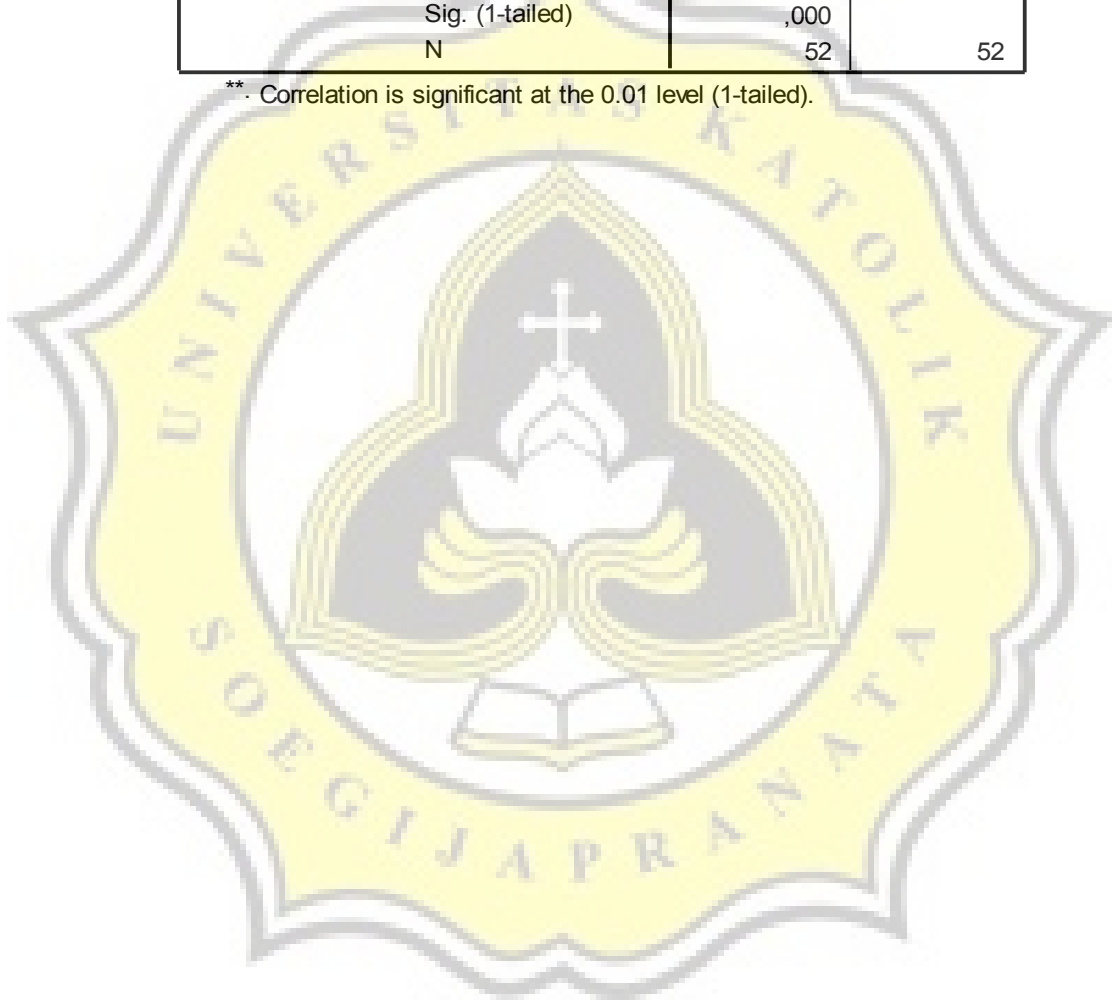 Sig. (1-tailed) ,000
N 52 52
**. Correlation is significant at the 0.01 level (1-tailed).
UNIVERSITAS KATOLIK
SOEGIJAPRANATA